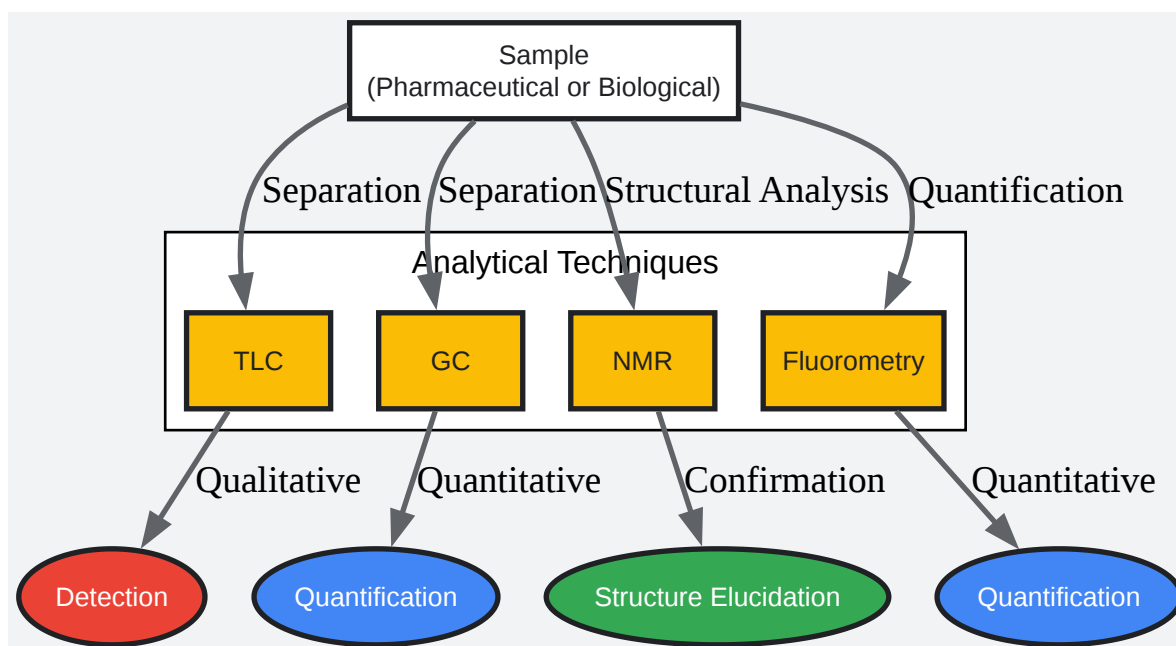 Sample
(Pharmaceutical or Biological)
Separation
Separation
Structural Analysis
Quantification
Analytical Techniques
TLC
GC
NMR
Fluorometry
Qualitative
Quantitative
Confirmation
Quantitative
Detection
Quantification
Structure Elucidation
Quantification